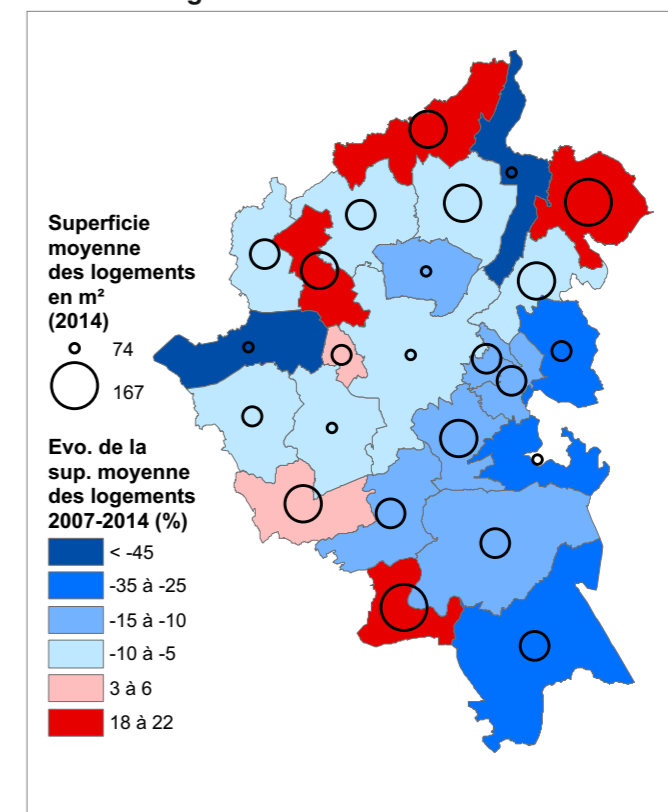 Superficie
moyenne
des logements
en m²
(2014)
74
167
Evo. de la
sup. moyenne
des logements
2007-2014 (%)
< -45
-35 à -25
-15 à -10
-10 à -5
3 à 6
18 à 22